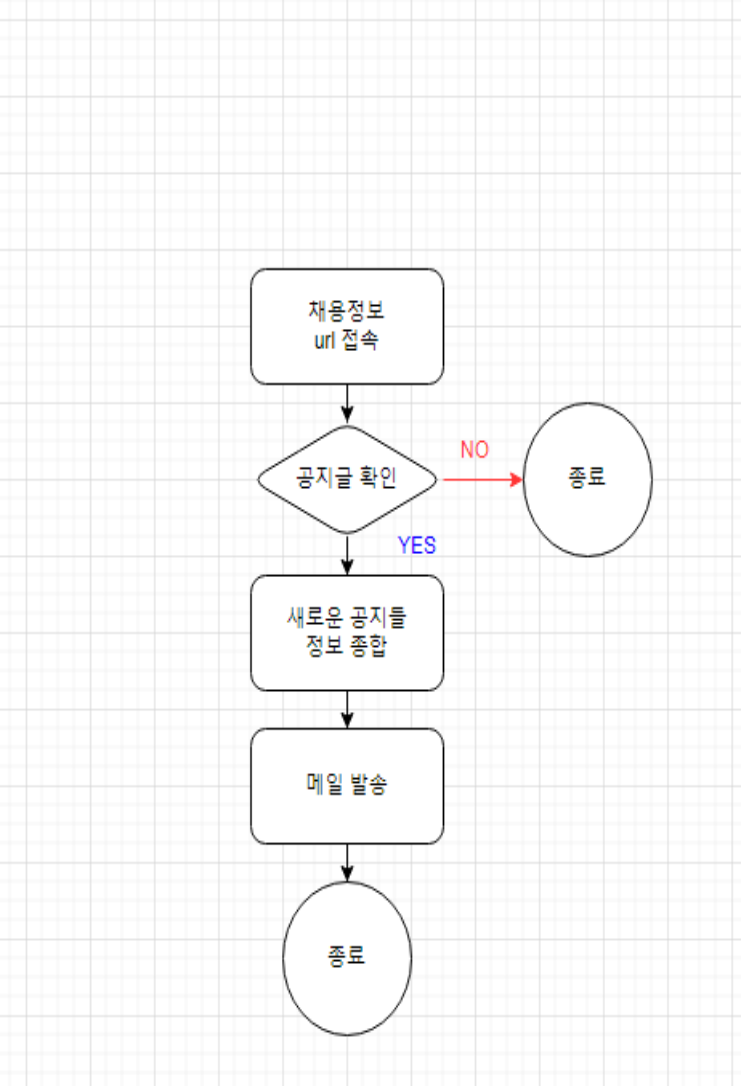 채용정보
url 접속
공지글 확인
NO
종료
YES
새로운 공지들
정보 종합
메일 발송
종료